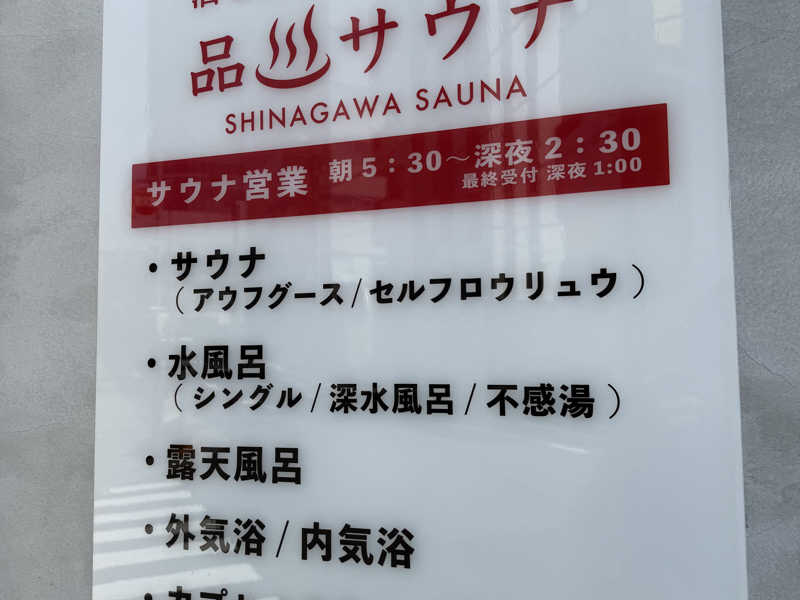 品川サウナ
SHINAGAWA SAUNA
サウナ営業 朝5:30〜深夜2:30
最終受付 深夜1:00
・サウナ
（アウフグース/セルフロウリュウ）
・水風呂
（シングル/深水風呂/不感湯）
・露天風呂
・外気浴/内気浴